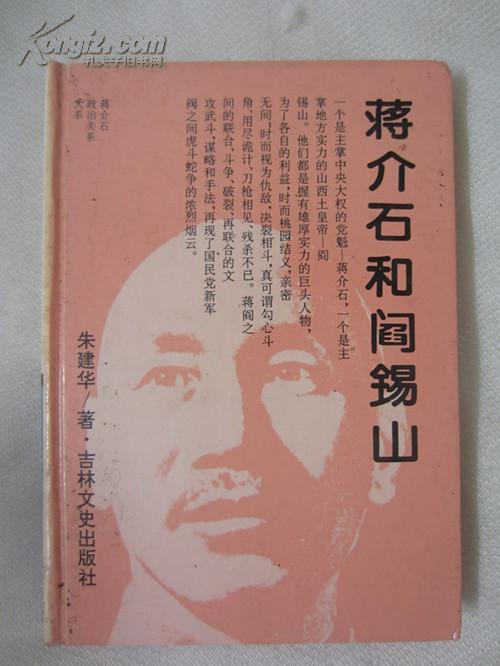 Kongfz.com
孔夫子旧书网
蒋介石和阎锡山
一个是主掌中央大权的党魁—蒋介石，一个是主
掌地方实力的山西土皇帝—阎
锡山。他们都是握有雄厚实力的巨头人物，
为了各自的利益，时而桃园结义，亲密
无间，时而视为仇敌，决裂相斗，真可谓勾心斗
角、用尽诡计、刀枪相见、残杀不已。蒋阎之
间的联合、斗争、破裂、再联合的文
攻武斗，谋略和手法，再现了国民党新军
阀之间虎斗蛇争的浓烈烟云。
蒋介石
政治关系
大系
朱建华/著·吉林文史出版社